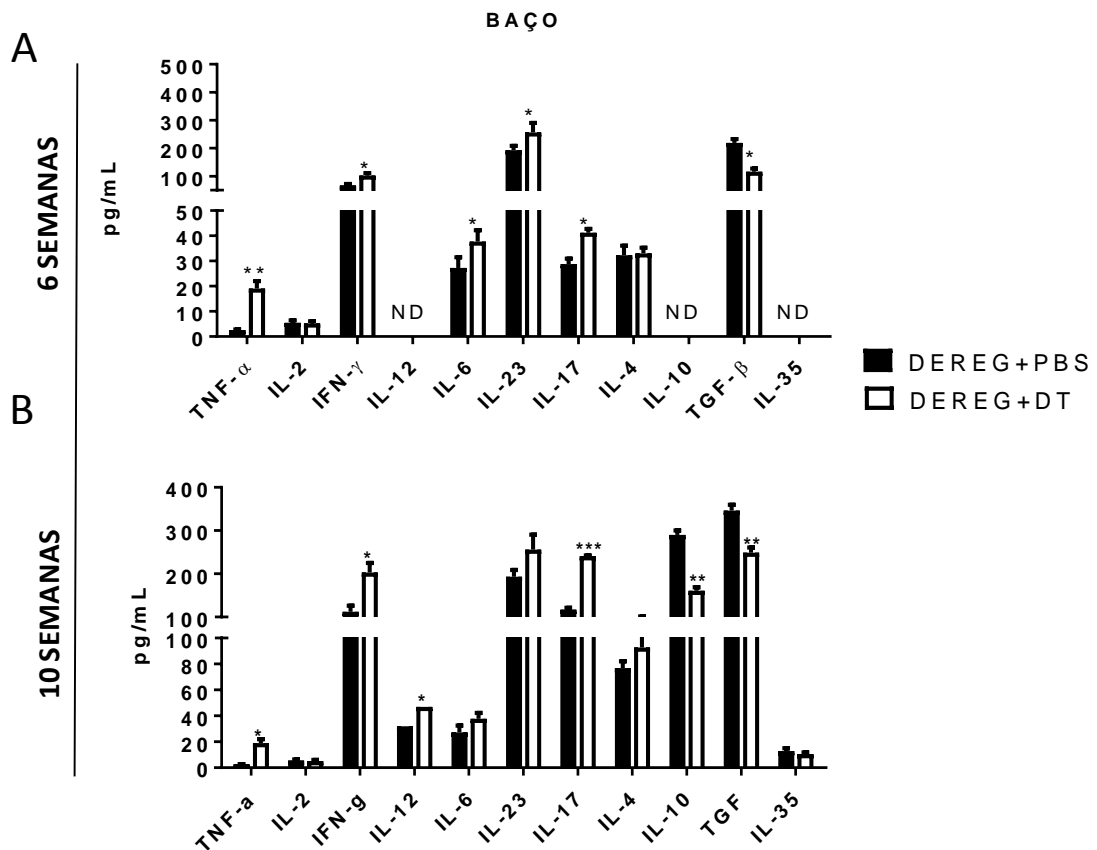 BAÇO
A
6 SEMANAS
pg/mL
500
400
300
200
100
50
40
30
20
10
0
* *
*
ND
*
*
*
ND
*
ND
TNF-α IL-2 IFN-γ IL-12 IL-6 IL-23 IL-17 IL-4 IL-10 TGF-β IL-35
DEREG+PBS
DEREG+DT
B
10 SEMANAS
pg/mL
400
300
200
100
100
80
60
40
20
0
*
*
*
***
**
**
TNF-a IL-2 IFN-g IL-12 IL-6 IL-23 IL-17 IL-4 IL-10 TGF IL-35